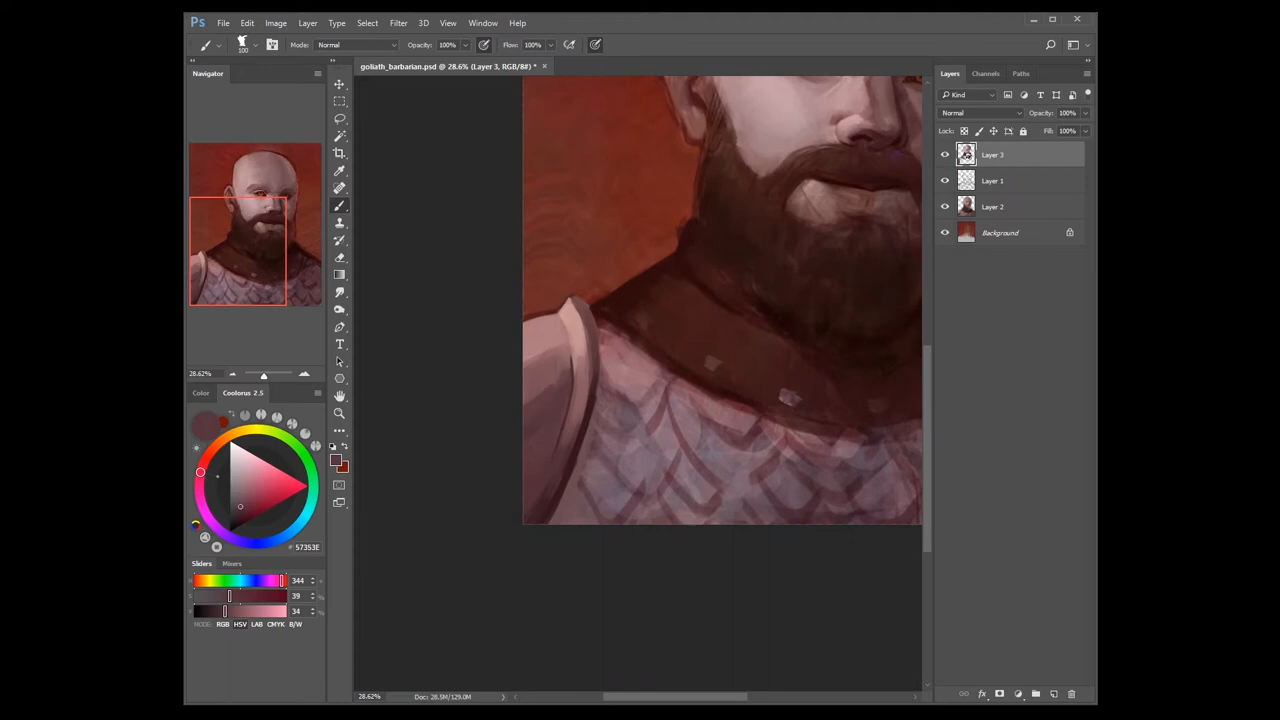 Ps File Edit Image Layer Type Select Filter 3D View Window Help
100 Mode: Normal Opacity: 100% Flow: 100%
Navigator
goliath_barbarian.psd @ 28.6% (Layer 3, RGB/8#) *
Layers Channels Paths
Kind
Normal Opacity: 100%
Lock: Fill: 100%
Layer 3
Layer 1
Layer 2
Background
28.62%
Color Coolorus 2.5
# 57353E
Sliders Mixers
H 344
S 39 %
V 34 %
MODE: RGB HSV LAB CMYK B/W
28.62% Doc: 28.5M/129.0M